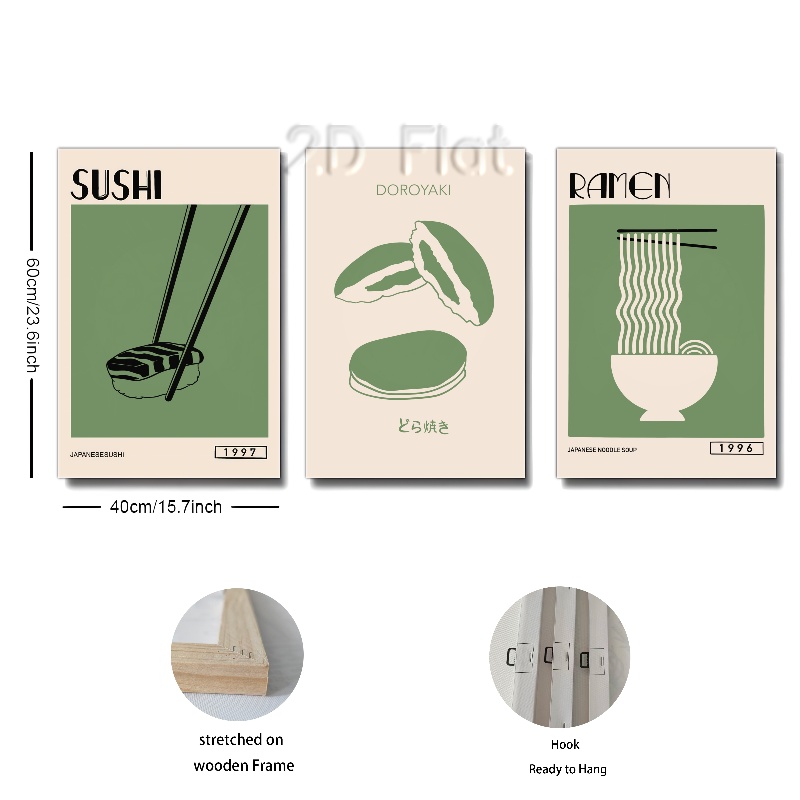 2D Flat
SUSHI
JAPANESESUSHI
1997
DOROYAKI
どら焼き
RAMEN
JAPANESE NOODLE SOUP
1996
60cm/23.6inch
40cm/15.7inch
stretched on
wooden Frame
Hook
Ready to Hang